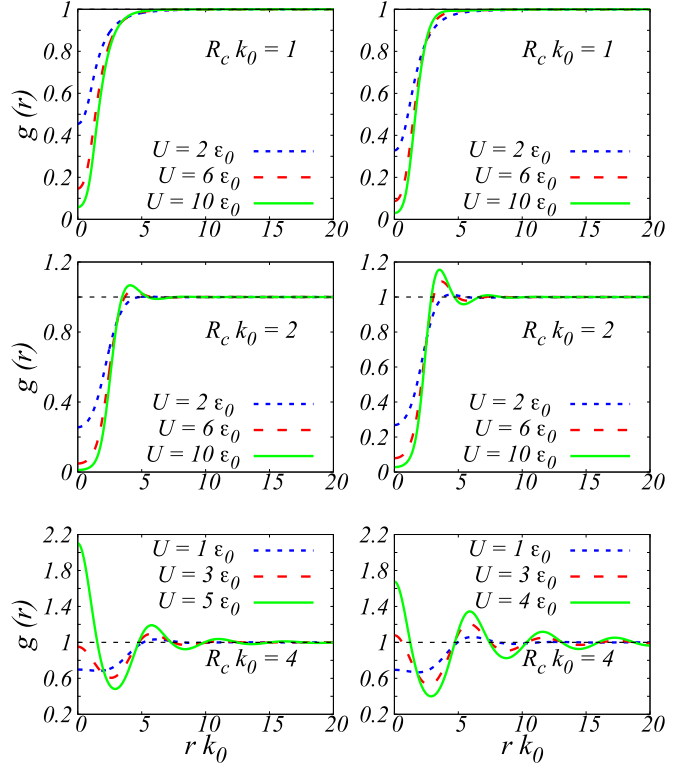 g (r)
1
0.8
0.6
0.4
0.2
0
R_c k_0 = 1
U = 2 ε_0
U = 6 ε_0
U = 10 ε_0
0 5 10 15 20
1
0.8
0.6
0.4
0.2
0
R_c k_0 = 1
U = 2 ε_0
U = 6 ε_0
U = 10 ε_0
0 5 10 15 20
g (r)
1.2
1
0.8
0.6
0.4
0.2
0
R_c k_0 = 2
U = 2 ε_0
U = 6 ε_0
U = 10 ε_0
0 5 10 15 20
1.2
1
0.8
0.6
0.4
0.2
0
R_c k_0 = 2
U = 2 ε_0
U = 6 ε_0
U = 10 ε_0
0 5 10 15 20
g (r)
2.2
1.8
1.4
1
0.6
0.2
U = 1 ε_0
U = 3 ε_0
U = 5 ε_0
R_c k_0 = 4
0 5 10 15 20
r k_0
2.2
1.8
1.4
1
0.6
0.2
U = 1 ε_0
U = 3 ε_0
U = 4 ε_0
R_c k_0 = 4
0 5 10 15 20
r k_0